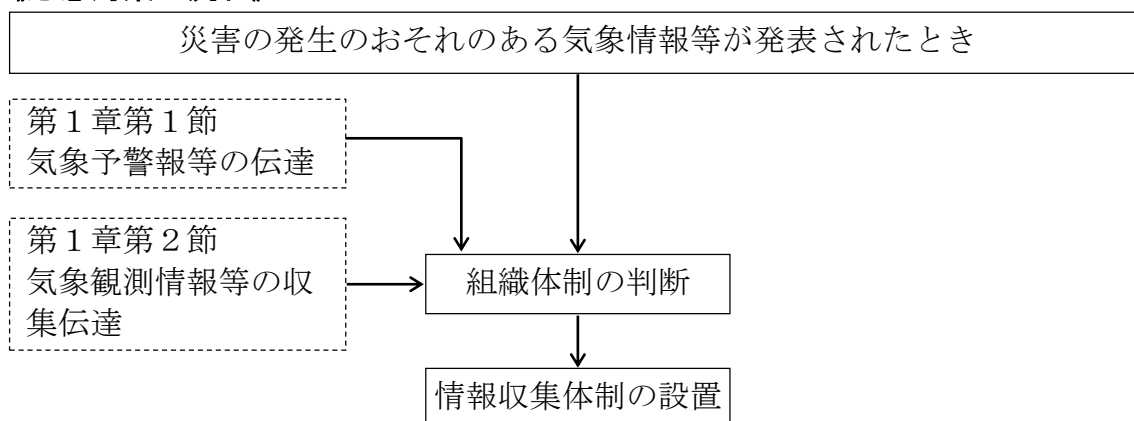 災害の発生のおそれのある気象情報等が発表されたとき
第１章第１節
気象予警報等の伝達
第１章第２節
気象観測情報等の収
集伝達
組織体制の判断
情報収集体制の設置